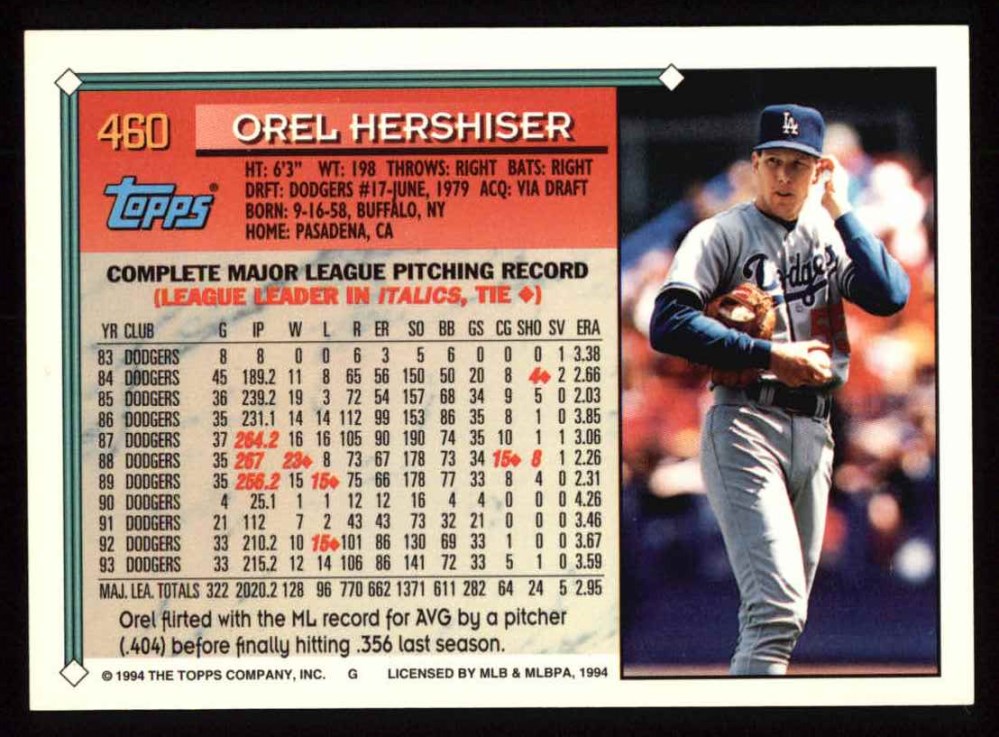 460
OREL HERSHISER
Topps®
HT: 6'3" WT: 198 THROWS: RIGHT BATS: RIGHT
DRFT: DODGERS #17-JUNE, 1979 ACQ: VIA DRAFT
BORN: 9-16-58, BUFFALO, NY
HOME: PASADENA, CA
COMPLETE MAJOR LEAGUE PITCHING RECORD
(LEAGUE LEADER IN ITALICS, TIE ♦)
YR CLUB G IP W L R ER SO BB GS CG SHO SV ERA
83 DODGERS 8 8 0 0 6 3 5 6 0 0 0 1 3.38
84 DODGERS 45 189.2 11 8 65 56 150 50 20 8 4♦ 2 2.66
85 DODGERS 36 239.2 19 3 72 54 157 68 34 9 5 0 2.03
86 DODGERS 35 231.1 14 14 112 99 153 86 35 8 1 0 3.85
87 DODGERS 37 264.2 16 16 105 90 190 74 35 10 1 1 3.06
88 DODGERS 35 267 23♦ 8 73 67 178 73 34 15♦ 8 1 2.26
89 DODGERS 35 256.2 15 15♦ 75 66 178 77 33 8 4 0 2.31
90 DODGERS 4 25.1 1 1 12 12 16 4 4 0 0 0 4.26
91 DODGERS 21 112 7 2 43 43 73 32 21 0 0 0 3.46
92 DODGERS 33 210.2 10 15♦ 101 86 130 69 33 1 0 0 3.67
93 DODGERS 33 215.2 12 14 106 86 141 72 33 5 1 0 3.59
MAJ. LEA. TOTALS 322 2020.2 128 96 770 662 1371 611 282 64 24 5 2.95
Orel flirted with the ML record for AVG by a pitcher
(.404) before finally hitting .356 last season.
© 1994 THE TOPPS COMPANY, INC. G LICENSED BY MLB & MLBPA, 1994
LA
Dodgers